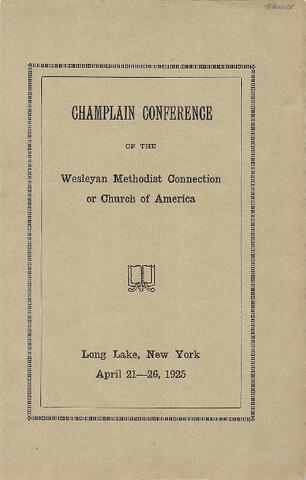 Vault
CHAMPLAIN CONFERENCE
OF THE
Wesleyan Methodist Connection
or Church of America
Long Lake, New York
April 21—26, 1925